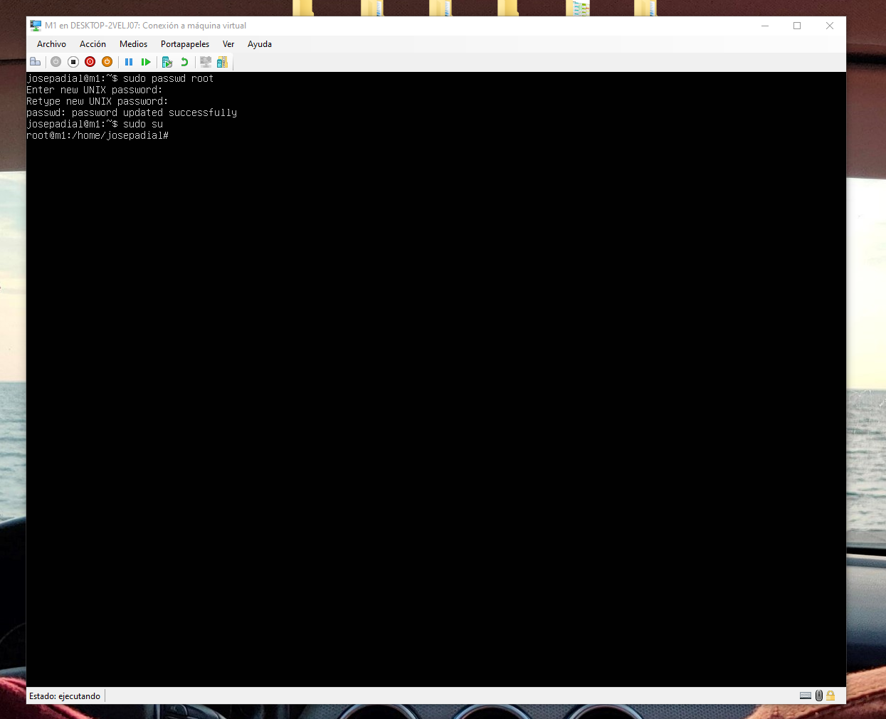 M1 en DESKTOP-2VELJ07: Conexión a máquina virtual
Archivo Acción Medios Portapapeles Ver Ayuda
josepadial@m1:~$ sudo passwd root
Enter new UNIX password:
Retype new UNIX password:
passwd: password updated successfully
josepadial@m1:~$ sudo su
root@m1:/home/josepadial#
Estado: ejecutando